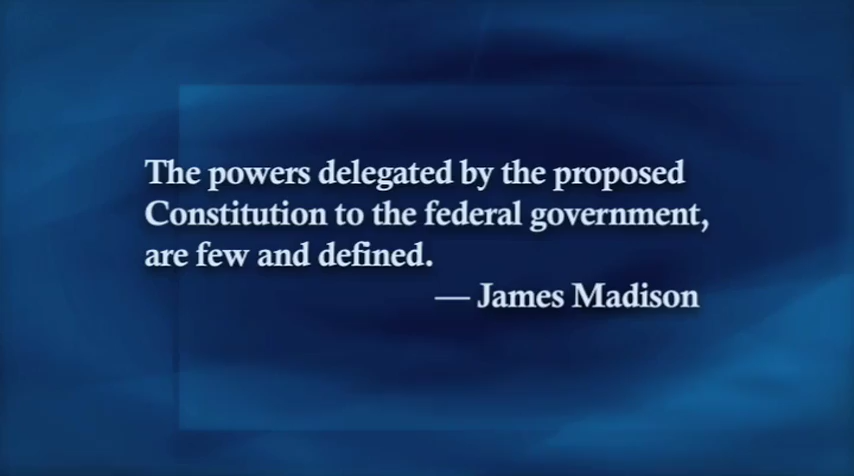 The powers delegated by the proposed
Constitution to the federal government,
are few and defined.
— James Madison